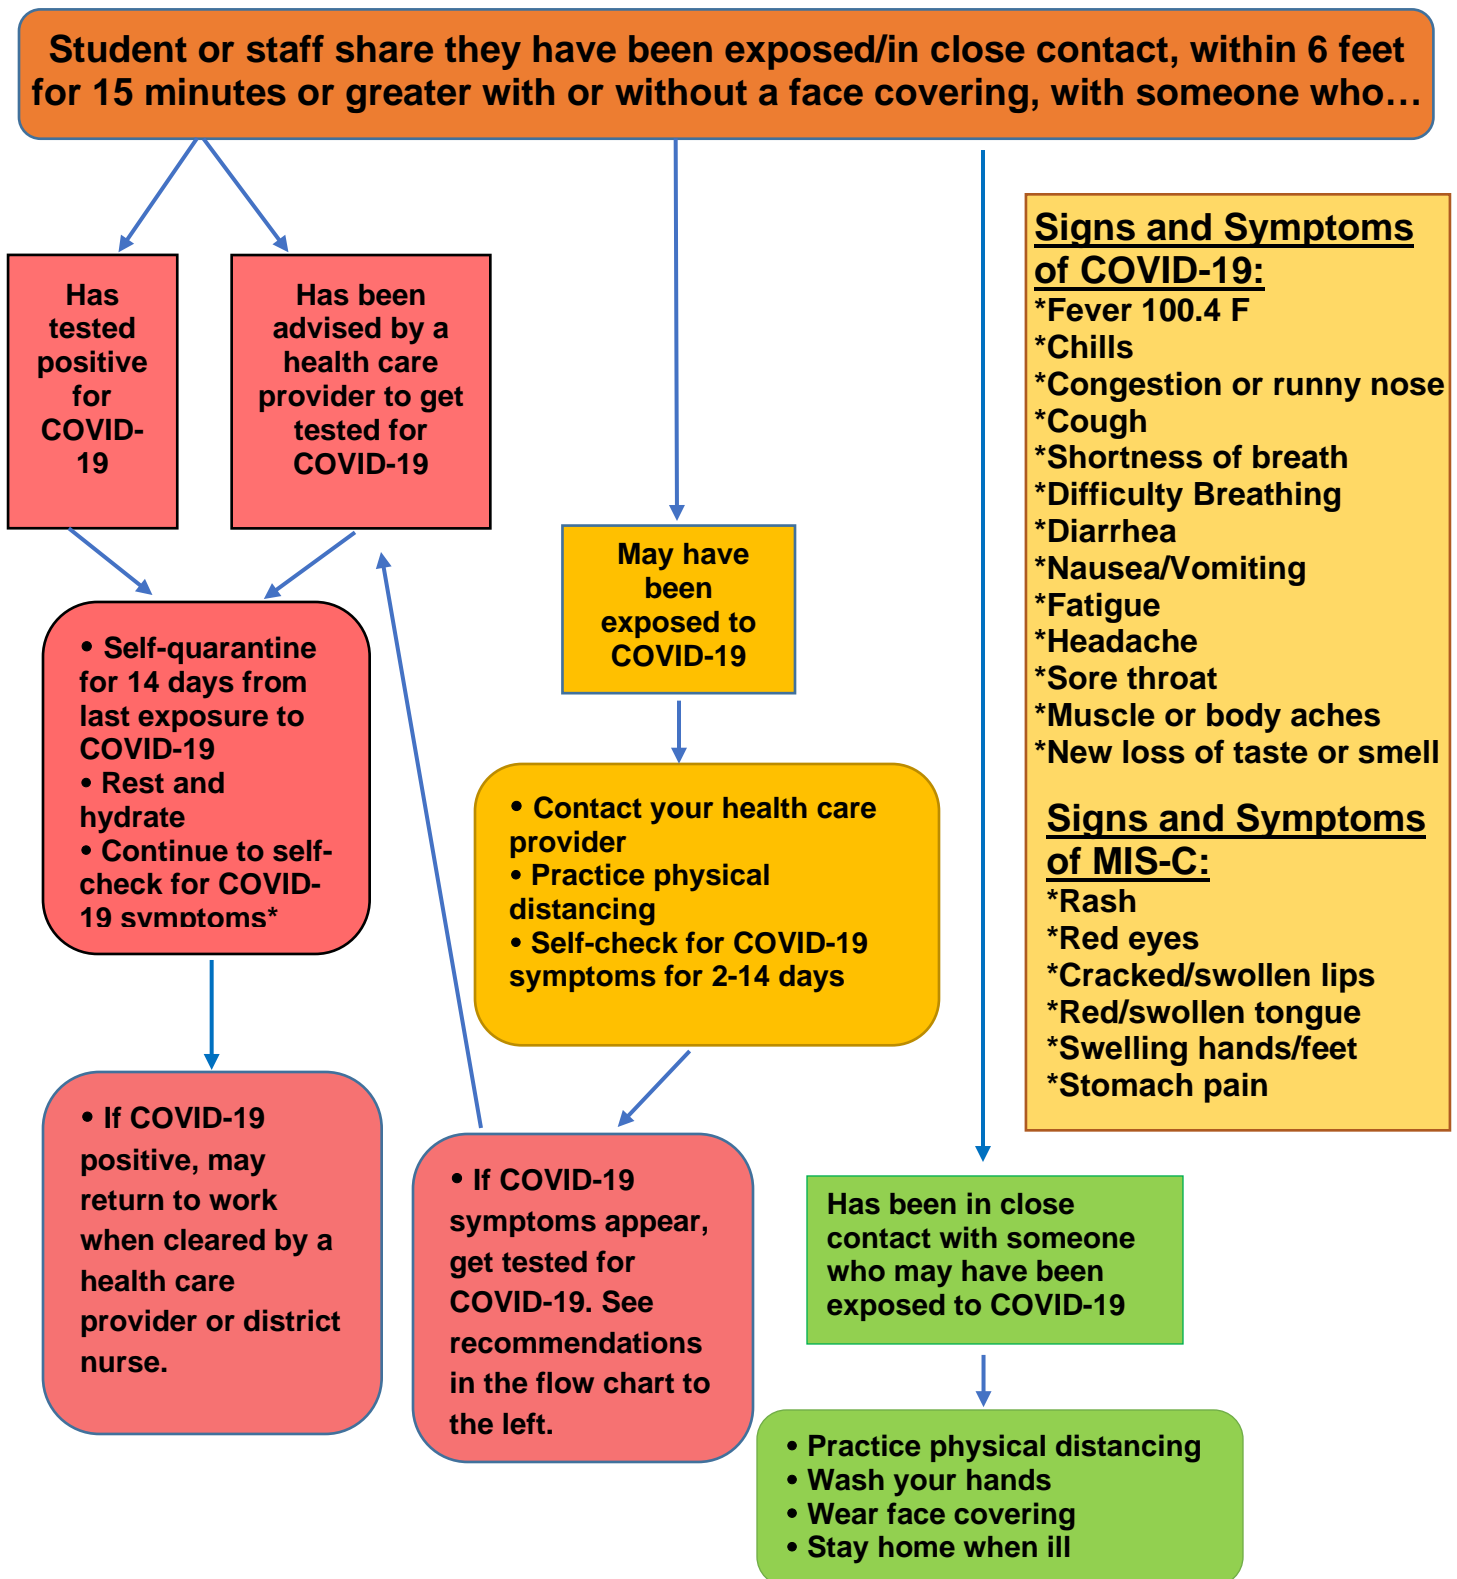 Student or staff share they have been exposed/in close contact, within 6 feet
for 15 minutes or greater with or without a face covering, with someone who…
Has
tested
positive
for
COVID-
19
Has been
advised by a
health care
provider to get
tested for
COVID-19
• Self-quarantine
for 14 days from
last exposure to
COVID-19
• Rest and
hydrate
• Continue to self-
check for COVID-
19 symptoms*
• If COVID-19
positive, may
return to work
when cleared by a
health care
provider or district
nurse.
May have
been
exposed to
COVID-19
• Contact your health care
provider
• Practice physical
distancing
• Self-check for COVID-19
symptoms for 2-14 days
• If COVID-19
symptoms appear,
get tested for
COVID-19. See
recommendations
in the flow chart to
the left.
Signs and Symptoms
of COVID-19:
*Fever 100.4 F
*Chills
*Congestion or runny nose
*Cough
*Shortness of breath
*Difficulty Breathing
*Diarrhea
*Nausea/Vomiting
*Fatigue
*Headache
*Sore throat
*Muscle or body aches
*New loss of taste or smell
Signs and Symptoms
of MIS-C:
*Rash
*Red eyes
*Cracked/swollen lips
*Red/swollen tongue
*Swelling hands/feet
*Stomach pain
Has been in close
contact with someone
who may have been
exposed to COVID-19
• Practice physical distancing
• Wash your hands
• Wear face covering
• Stay home when ill